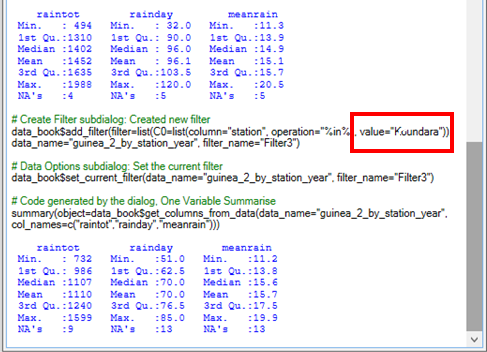 raintot rainday meanrain
Min. : 494 Min. : 32.0 Min. :11.3
1st Qu.:1310 1st Qu.: 90.0 1st Qu.:13.9
Median :1402 Median : 96.0 Median :14.9
Mean :1452 Mean : 96.1 Mean :15.1
3rd Qu.:1635 3rd Qu.:103.5 3rd Qu.:15.7
Max. :1988 Max. :120.0 Max. :20.5
NA's :4 NA's :5 NA's :5
# Create Filter subdialog: Created new filter
data_book$add_filter(filter=list(C0=list(column="station", operation="%in%, value="Kuundara")),
data_name="guinea_2_by_station_year", filter_name="Filter3")
# Data Options subdialog: Set the current filter
data_book$set_current_filter(data_name="guinea_2_by_station_year", filter_name="Filter3")
# Code generated by the dialog, One Variable Summarise
summary(object=data_book$get_columns_from_data(data_name="guinea_2_by_station_year",
col_names=c("raintot","rainday","meanrain")))
raintot rainday meanrain
Min. : 732 Min. :51.0 Min. :11.2
1st Qu.: 986 1st Qu.:62.5 1st Qu.:13.8
Median :1107 Median :70.0 Median :15.6
Mean :1110 Mean :70.0 Mean :15.7
3rd Qu.:1240 3rd Qu.:76.5 3rd Qu.:17.5
Max. :1599 Max. :85.0 Max. :19.9
NA's :9 NA's :13 NA's :13